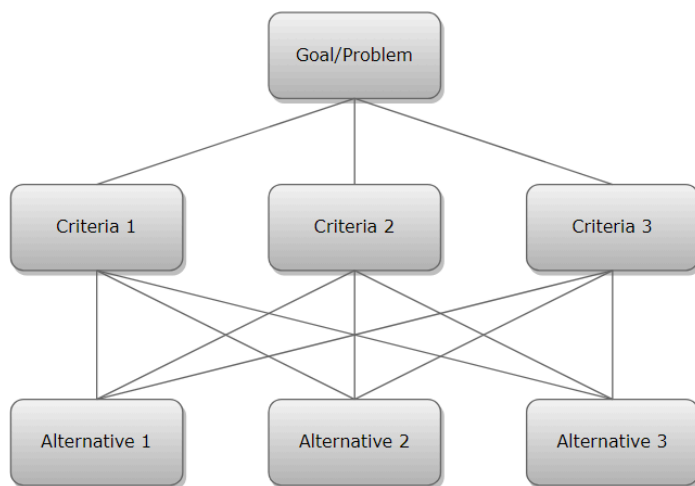 Goal/Problem
Criteria 1
Criteria 2
Criteria 3
Alternative 1
Alternative 2
Alternative 3